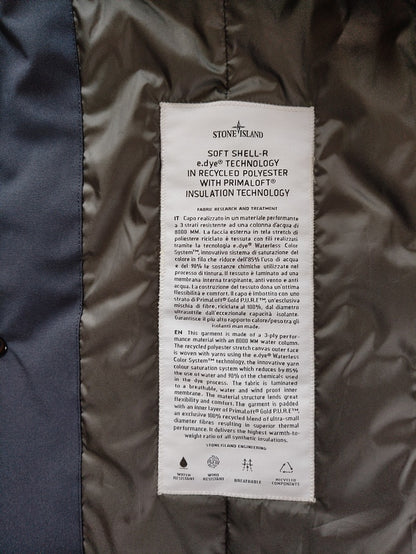 STONE ISLAND
SOFT SHELL-R
e.dye® TECHNOLOGY
IN RECYCLED POLYESTER
WITH PRIMALOFT®
INSULATION TECHNOLOGY
FABRIC RESEARCH AND TREATMENT
IT Capo realizzato in un materiale performante
a 3 strati resistente ad una colonna d'acqua di
8000 MM. La faccia esterna in tela stretch di
poliestere riciclato è tessuta con fili realizzati
tramite la tecnologia e.dye® Waterless Color
System™, innovativo sistema di saturazione del
colore in fila che riduce dell'85% l'uso di acqua
e del 90% le sostanze chimiche utilizzate nel
processo di tintura. Il tessuto è laminato ad una
membrana interna traspirante, anti vento e anti
acqua. La costruzione del tessuto dona un'ottima
flessibilità e comfort. Il capo è imbottito con uno
strato di PrimaLoft® Gold P.U.R.E™, un'esclusiva
mischia di fibre, riciclate al 100%, dal diametro
ultrasottile dall'eccezionale capacità isolante.
Garantisce il più alto rapporto calore/peso tra gli
isolanti man made.
EN This garment is made of a 3-ply perfor-
mance material with an 8000 MM water column.
The recycled polyester stretch canvas outer face
is woven with yarns using the e.dye® Waterless
Color System™ technology, the innovative yarn
colour saturation system which reduces by 85%
the use of water and 90% of the chemicals used
in the dye process. The fabric is laminated
to a breathable, water and wind proof inner
membrane. The material structure lends great
flexibility and comfort. The garment is padded
with an inner layer of PrimaLoft® Gold P.U.R.E™,
an exclusive 100% recycled blend of ultra-small
diameter fibres resulting in superior thermal
performance. It delivers the highest warmth-to-
weight ratio of all synthetic insulations.
STONE ISLAND ENGINEERING
WATER RESISTANT
WIND RESISTANT
BREATHABLE
RECYCLED COMPONENTS